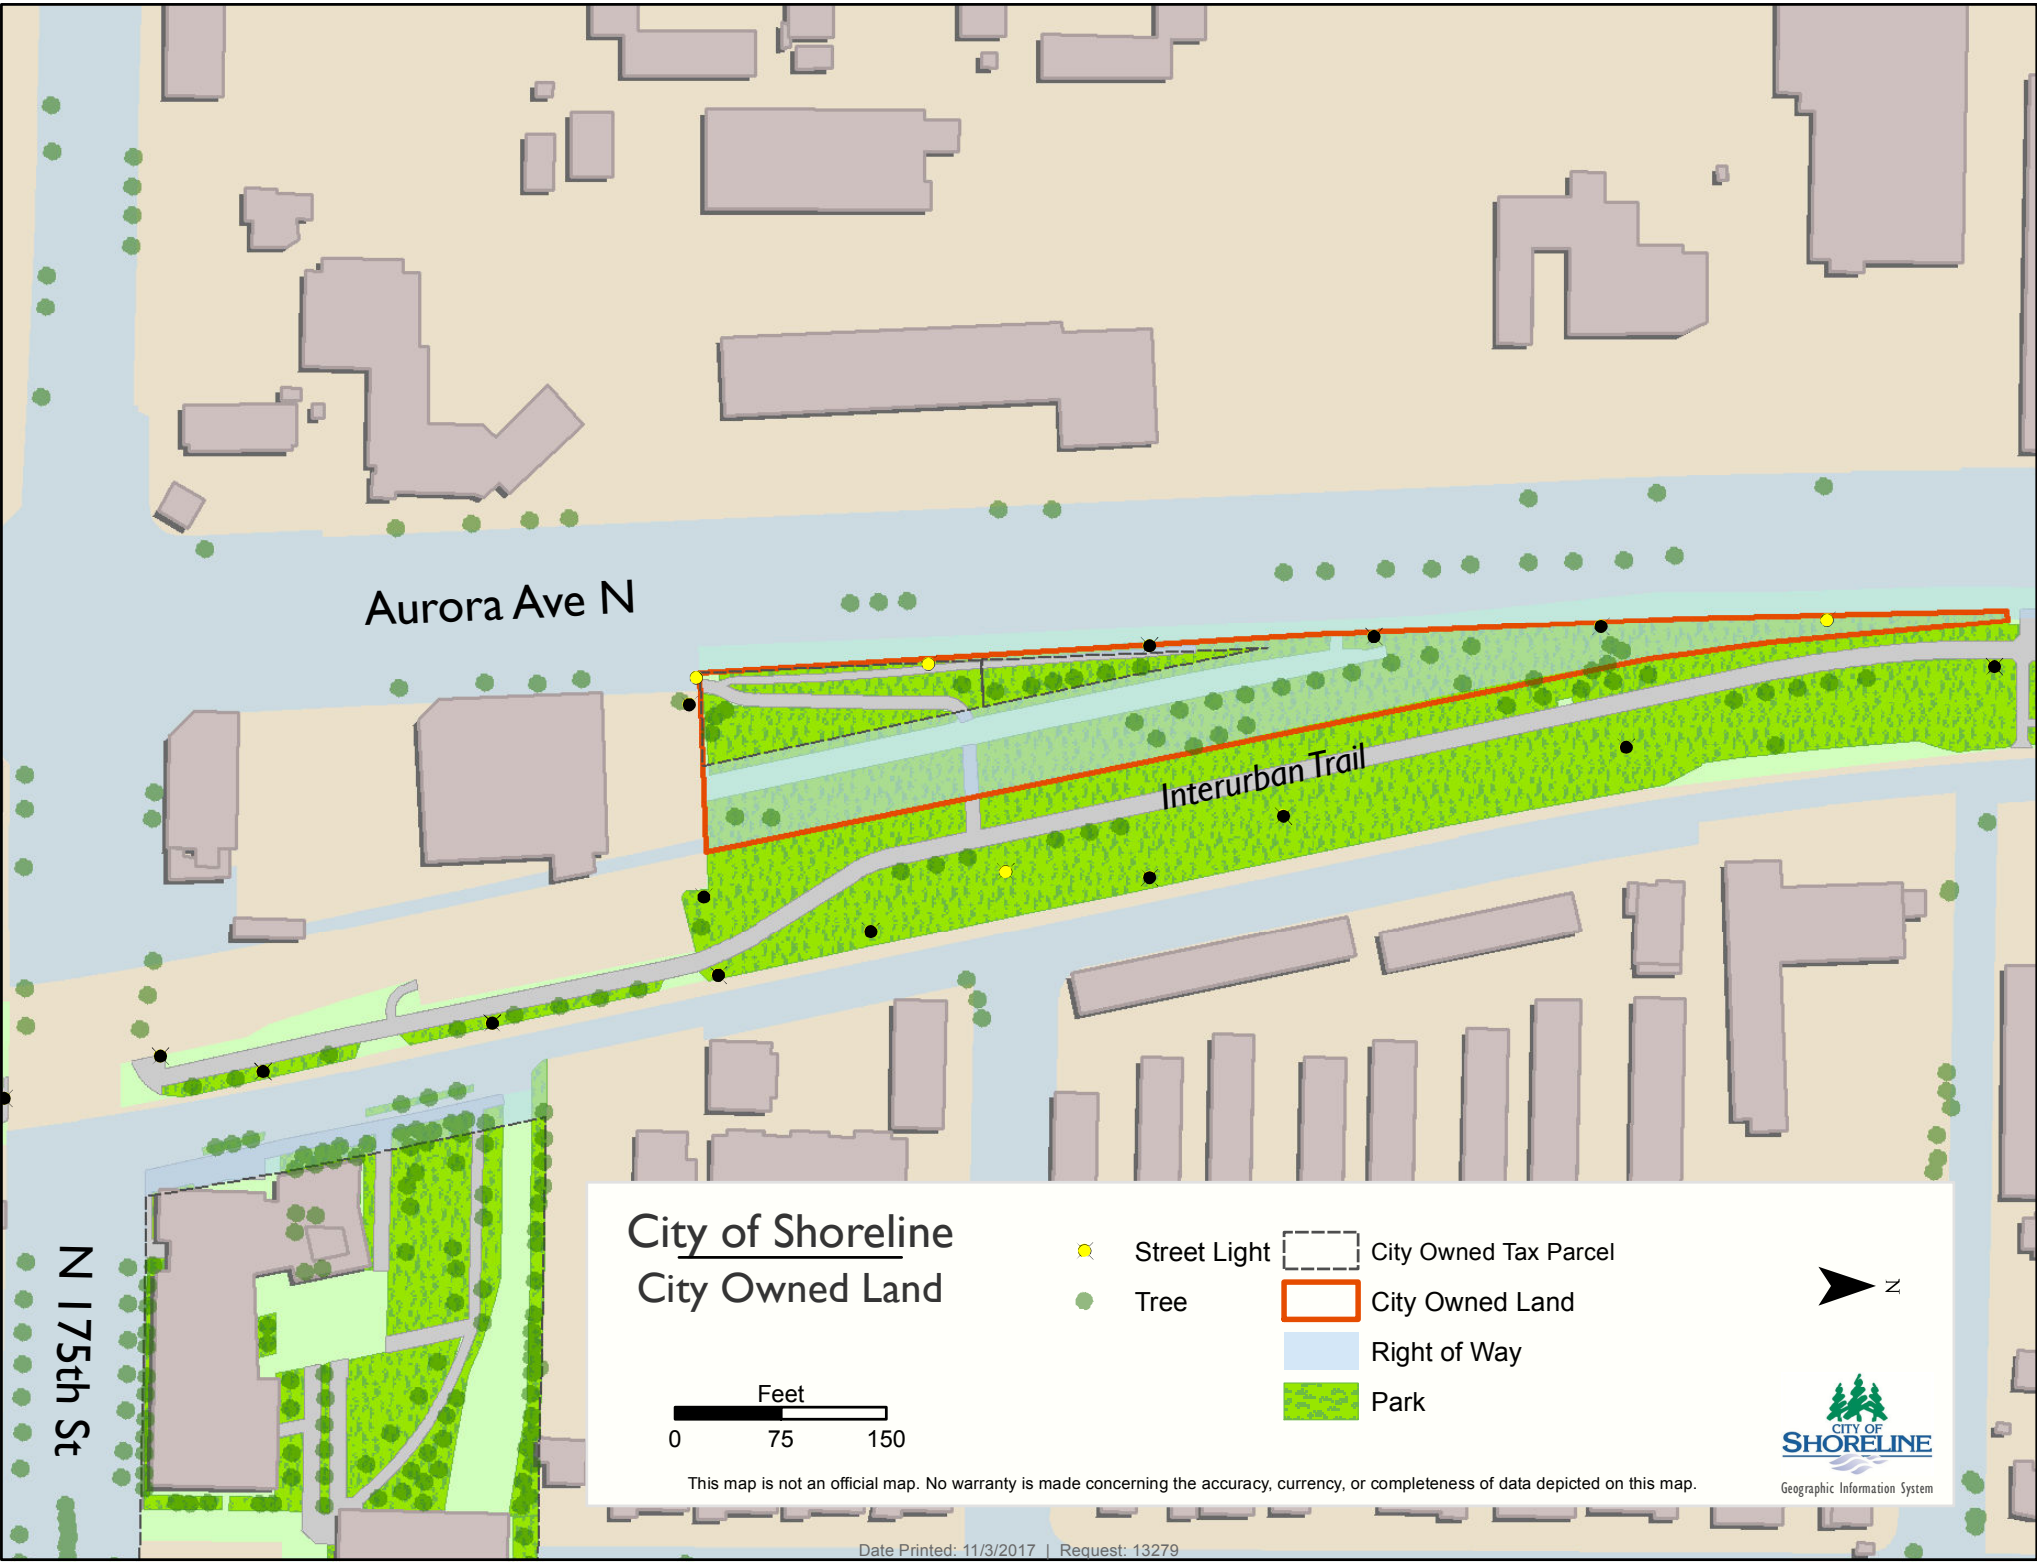 Aurora Ave N
Interurban Trail
N 175th St
City of Shoreline
City Owned Land
Street Light
Tree
City Owned Tax Parcel
City Owned Land
Right of Way
Park
N
Feet
0 75 150
CITY OF
SHORELINE
Geographic Information System
This map is not an official map. No warranty is made concerning the accuracy, currency, or completeness of data depicted on this map.
Date Printed: 11/3/2017 | Request: 13279